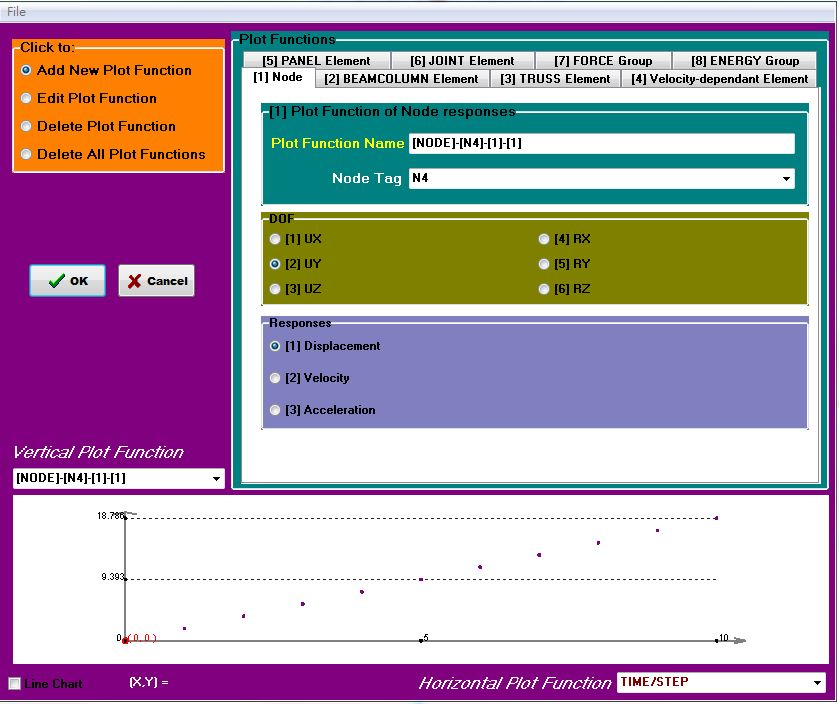 File
Click to:
Add New Plot Function
Edit Plot Function
Delete Plot Function
Delete All Plot Functions
OK
Cancel
Plot Functions
[5] PANEL Element
[6] JOINT Element
[7] FORCE Group
[8] ENERGY Group
[1] Node
[2] BEAMCOLUMN Element
[3] TRUSS Element
[4] Velocity-dependant Element
[1] Plot Function of Node responses
Plot Function Name [NODE]-[N4]-[1]-[1]
Node Tag N4
DOF
[1] UX
[2] UY
[3] UZ
[4] RX
[5] RY
[6] RZ
Responses
[1] Displacement
[2] Velocity
[3] Acceleration
Vertical Plot Function
[NODE]-[N4]-[1]-[1]
18.786
9.393
0 (0, 0)
5
10
Line Chart
(X,Y) =
Horizontal Plot Function TIME/STEP